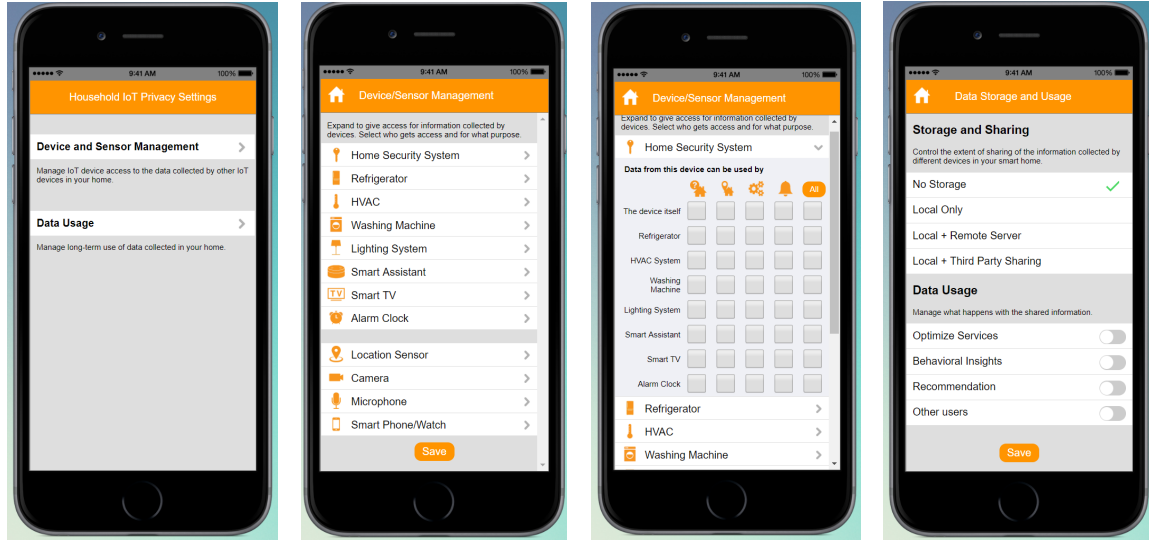 9:41 AM 100%
Household IoT Privacy Settings
Device and Sensor Management
Manage IoT device access to the data collected by other IoT
devices in your home.
Data Usage
Manage long-term use of data collected in your home.
9:41 AM 100%
Device/Sensor Management
Expand to give access for information collected by
devices. Select who gets access and for what purpose.
Home Security System
Refrigerator
HVAC
Washing Machine
Lighting System
Smart Assistant
TV Smart TV
Alarm Clock
Location Sensor
Camera
Microphone
Smart Phone/Watch
Save
9:41 AM 100%
Device/Sensor Management
Expand to give access for information collected by
devices. Select who gets access and for what purpose.
Home Security System
Data from this device can be used by
All
The device itself
Refrigerator
HVAC System
Washing
Machine
Lighting System
Smart Assistant
Smart TV
Alarm Clock
Refrigerator
HVAC
Washing Machine
9:41 AM 100%
Data Storage and Usage
Storage and Sharing
Control the extent of sharing of the information collected by
different devices in your smart home.
No Storage
Local Only
Local + Remote Server
Local + Third Party Sharing
Data Usage
Manage what happens with the shared information.
Optimize Services
Behavioral Insights
Recommendation
Other users
Save